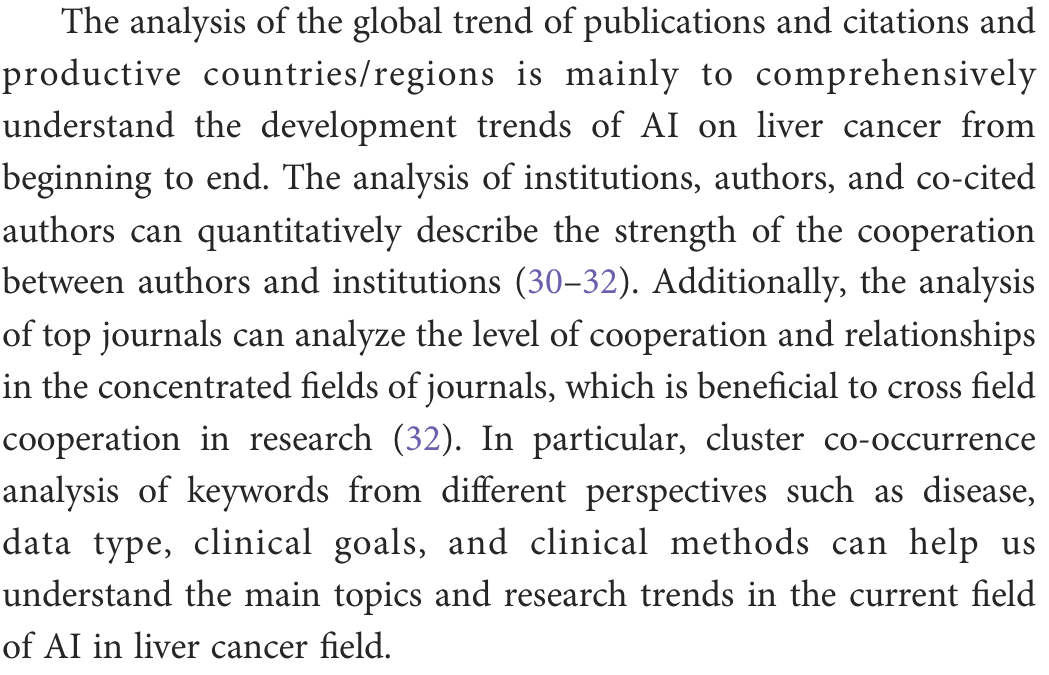 The analysis of the global trend of publications and citations and
productive countries/regions is mainly to comprehensively
understand the development trends of AI on liver cancer from
beginning to end. The analysis of institutions, authors, and co-cited
authors can quantitatively describe the strength of the cooperation
between authors and institutions (30–32). Additionally, the analysis
of top journals can analyze the level of cooperation and relationships
in the concentrated fields of journals, which is beneficial to cross field
cooperation in research (32). In particular, cluster co-occurrence
analysis of keywords from different perspectives such as disease,
data type, clinical goals, and clinical methods can help us
understand the main topics and research trends in the current field
of AI in liver cancer field.